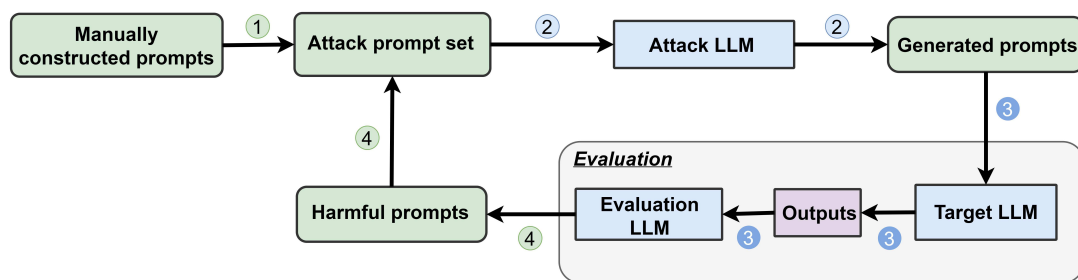 Manually
constructed prompts
1
Attack prompt set
2
Attack LLM
2
Generated prompts
3
4
Evaluation
Harmful prompts
4
Evaluation
LLM
3
Outputs
3
Target LLM